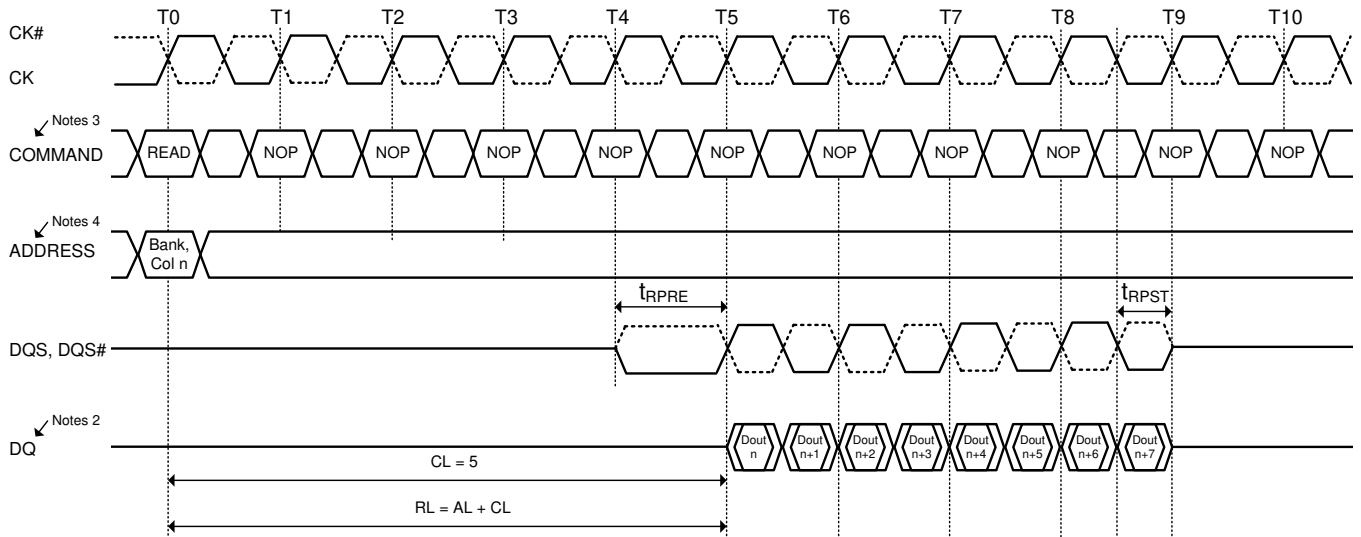 T0 T1 T2 T3 T4 T5 T6 T7 T8 T9 T10
CK#
CK
Notes 3
COMMAND READ NOP NOP NOP NOP NOP NOP NOP NOP NOP NOP
Notes 4
ADDRESS
Bank,
Col n
tRPRE tRPST
DQS, DQS#
Notes 2
DQ
Dout n
Dout n+1
Dout n+2
Dout n+3
Dout n+4
Dout n+5
Dout n+6
Dout n+7
CL = 5
RL = AL + CL